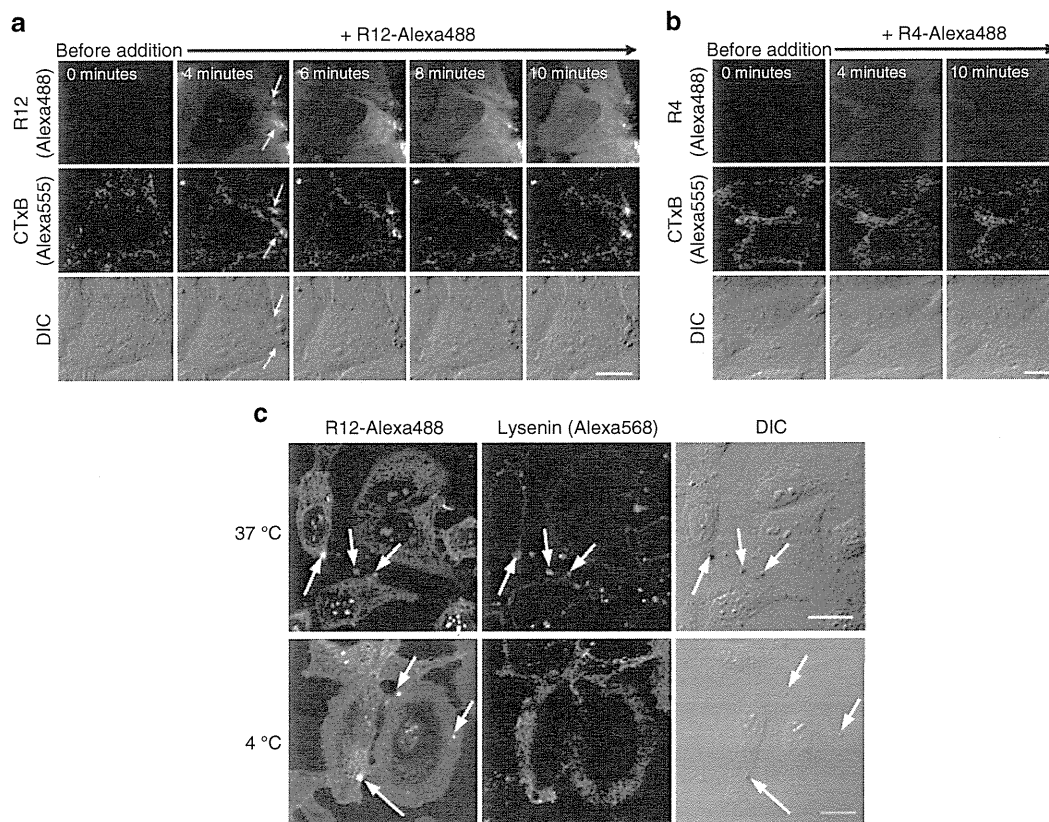 a
+ R12-Alexa488
Before addition
0 minutes
4 minutes
6 minutes
8 minutes
10 minutes
R12
(Alexa488)
CTxB
(Alexa555)
DIC
b
+ R4-Alexa488
Before addition
0 minutes
4 minutes
10 minutes
R4
(Alexa488)
CTxB
(Alexa555)
DIC
c
R12-Alexa488
Lysenin (Alexa568)
DIC
37 °C
4 °C